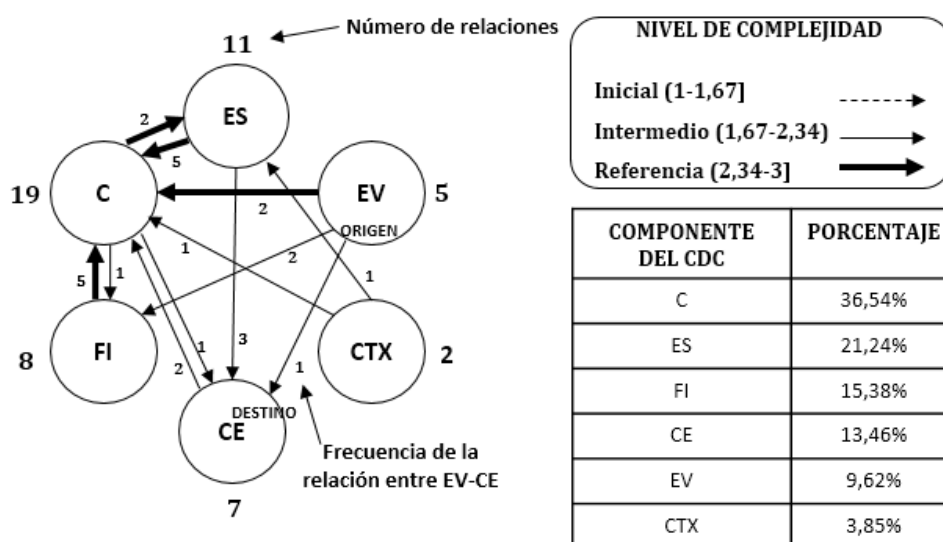 Número de relaciones
11
ES
2
5
C
19
EV
5
2
ORIGEN
1
2
1
5
1
FI
8
CTX
2
1
2
3
1
DESTINO
CE
7
Frecuencia de la
relación entre EV-CE
NIVEL DE COMPLEJIDAD
Inicial (1-1,67]
Intermedio (1,67-2,34)
Referencia (2,34-3]
COMPONENTE DEL CDC PORCENTAJE
C 36,54%
ES 21,24%
FI 15,38%
CE 13,46%
EV 9,62%
CTX 3,85%